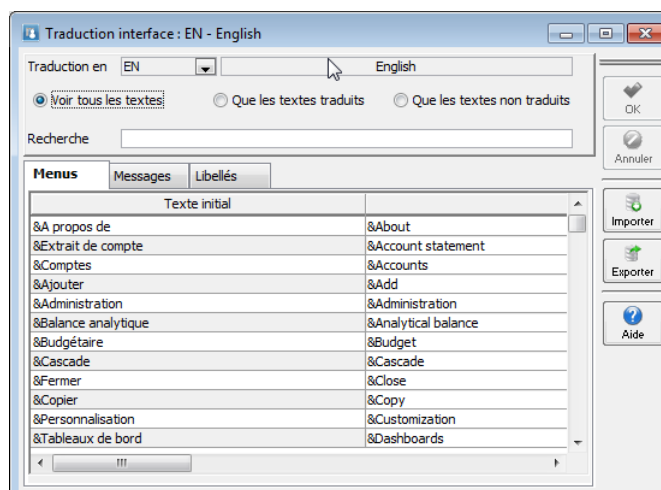 Traduction interface : EN - English
Traduction en EN English
Voir tous les textes Que les textes traduits Que les textes non traduits
Recherche
OK
Annuler
Importer
Exporter
Aide
Menus Messages Libellés
Texte initial
&A propos de &About
&Extrait de compte &Account statement
&Comptes &Accounts
&Ajouter &Add
&Administration &Administration
&Balance analytique &Analytical balance
&Budgétaire &Budget
&Cascade &Cascade
&Fermer &Close
&Copier &Copy
&Personnalisation &Customization
&Tableaux de bord &Dashboards